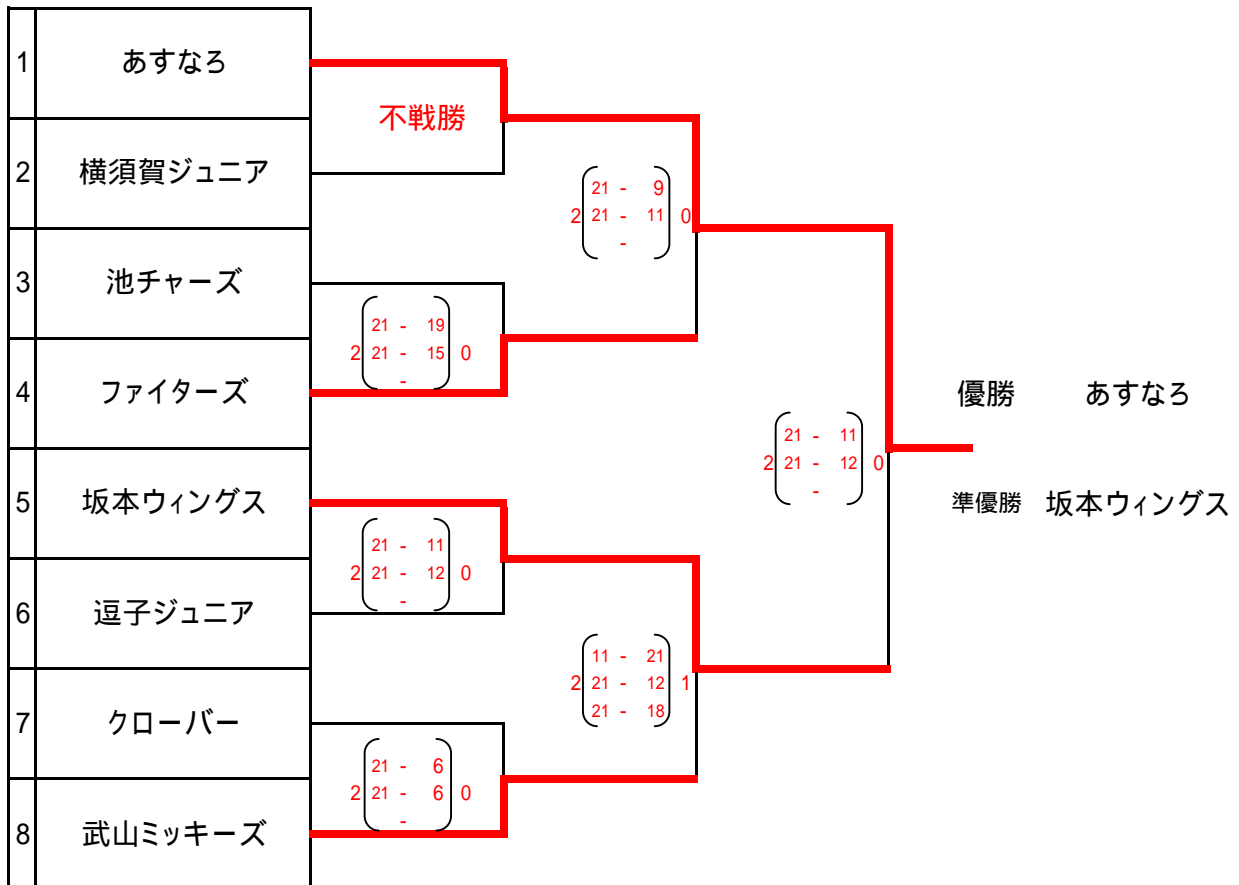 1 あすなろ
不戦勝
2 横須賀ジュニア
21 - 9
2 21 - 11 0
-
3 池チャーズ
21 - 19
2 21 - 15 0
-
4 ファイターズ
優勝 あすなろ
21 - 11
2 21 - 12 0
-
5 坂本ウィングス
準優勝 坂本ウィングス
21 - 11
2 21 - 12 0
-
6 逗子ジュニア
11 - 21
2 21 - 12 1
21 - 18
7 クローバー
21 - 6
2 21 - 6 0
-
8 武山ミッキーズ